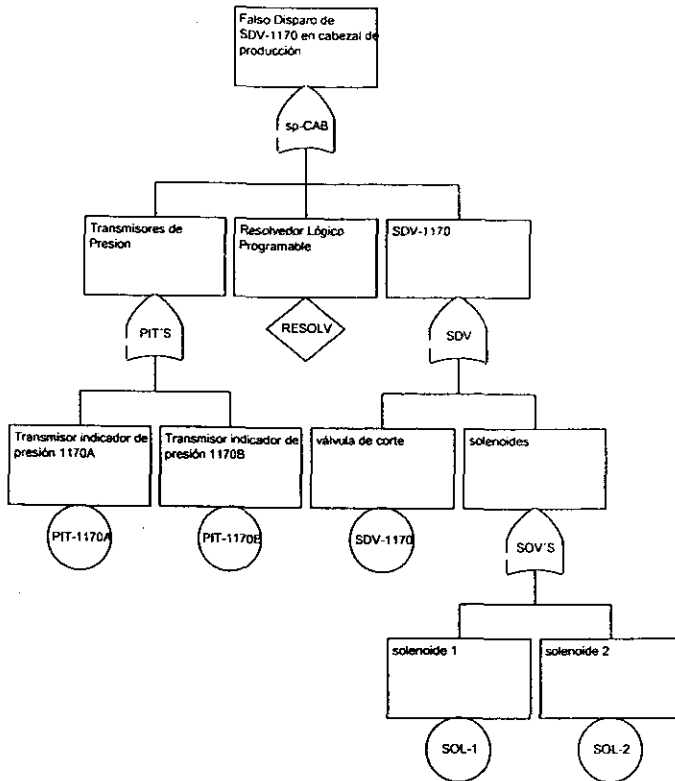 Falso Disparo de
SDV-1170 en cabezal de
producción
sp-CAB
Transmisores de
Presion
Resolvedor Lógico
Programable
SDV-1170
PIT'S
RESOLV
SDV
Transmisor indicador de
presión 1170A
Transmisor indicador de
presión 1170B
válvula de corte
solenoides
PIT-1170A
PIT-1170B
SDV-1170
SOV'S
solenoide 1
solenoide 2
SOL-1
SOL-2